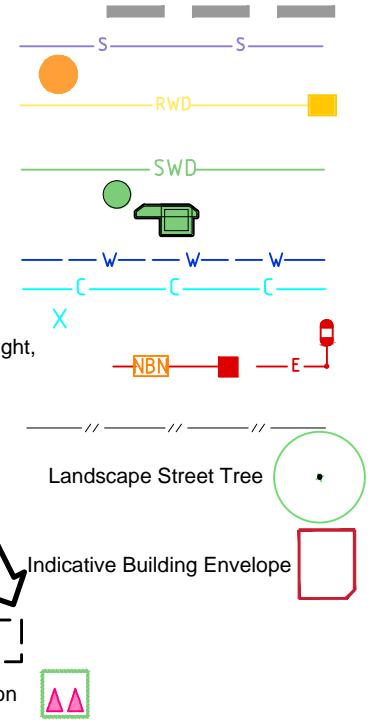 S S
RWD
SWD
W W W
C C C
X
ght,
NBN E
// // //
Landscape Street Tree
Indicative Building Envelope
on